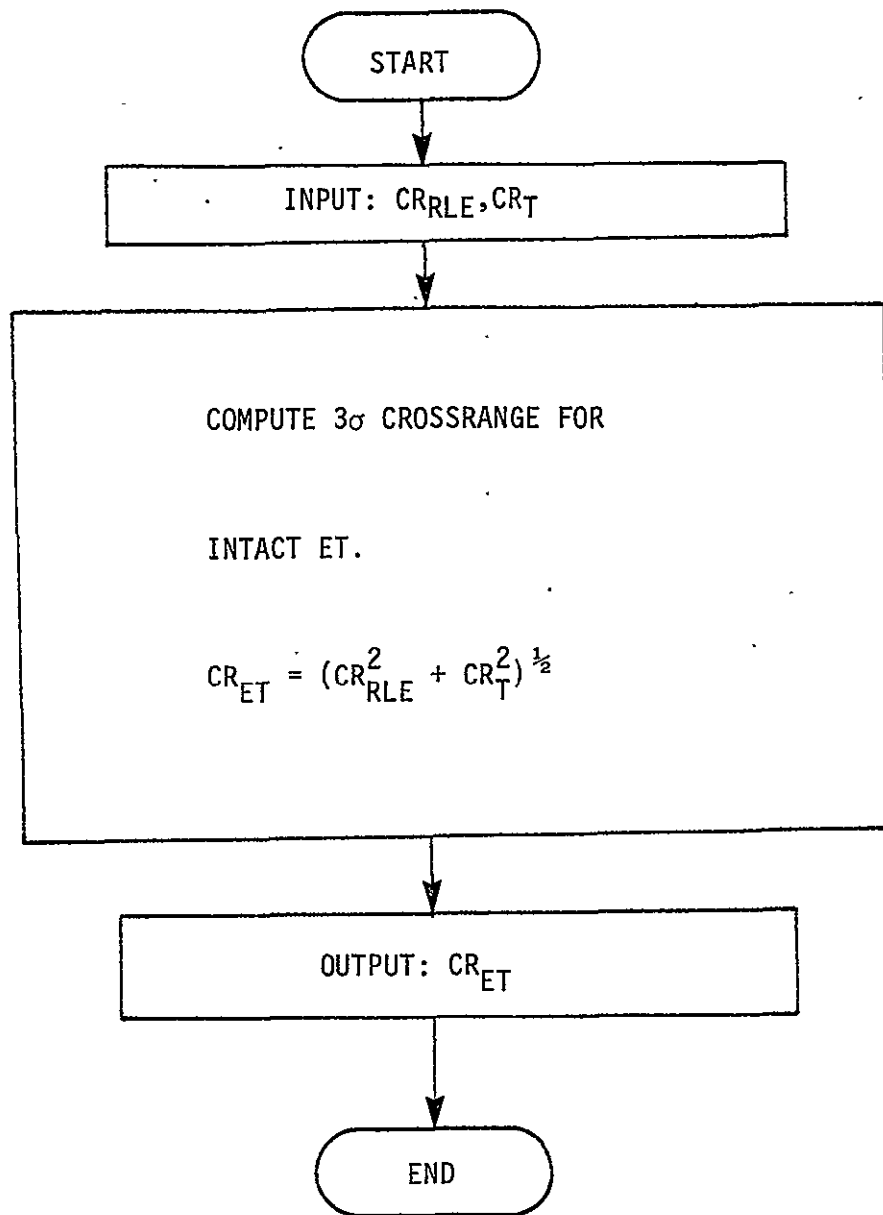 START
INPUT: CR_RLE,CR_T
COMPUTE 3σ CROSSRANGE FOR
INTACT ET.
CR_ET = (CR²_RLE + CR²_T)^½
OUTPUT: CR_ET
END